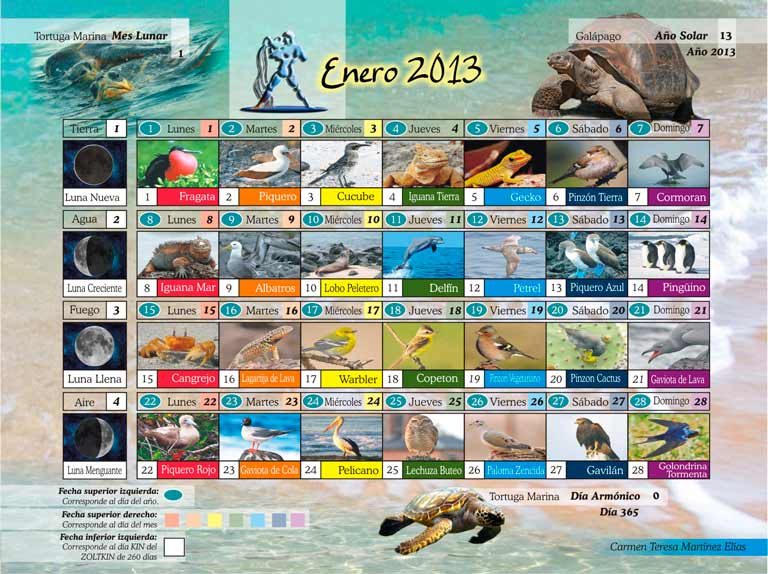 Tortuga Marina Mes Lunar
1
Enero 2013
Galápago Año Solar 13
Año 2013
Tierra 1 1 Lunes 1 2 Martes 2 3 Miércoles 3 4 Jueves 4 5 Viernes 5 6 Sábado 6 7 Domingo 7
Luna Nueva 1 Fragata 2 Piquero 3 Cucube 4 Iguana Tierra 5 Gecko 6 Pinzón Tierra 7 Cormoran
Agua 2 8 Lunes 8 9 Martes 9 10 Miércoles 10 11 Jueves 11 12 Viernes 12 13 Sábado 13 14 Domingo 14
Luna Creciente 8 Iguana Mar 9 Albatros 10 Lobo Peletero 11 Delfín 12 Petrel 13 Piquero Azul 14 Pingüino
Fuego 3 15 Lunes 15 16 Martes 16 17 Miércoles 17 18 Jueves 18 19 Viernes 19 20 Sábado 20 21 Domingo 21
Luna Llena 15 Cangrejo 16 Lagartija de Lava 17 Warbler 18 Copeton 19 Pinzon Vegetariano 20 Pinzon Cactus 21 Gaviota de Lava
Aire 4 22 Lunes 22 23 Martes 23 24 Miércoles 24 25 Jueves 25 26 Viernes 26 27 Sábado 27 28 Domingo 28
Luna Menguante 22 Piquero Rojo 23 Gaviota de Cola 24 Pelicano 25 Lechuza Buteo 26 Paloma Zencida 27 Gavilán 28 Golondrina
Tormenta
Fecha superior izquierda:
Corresponde al día del año.
Fecha superior derecho:
Corresponde al día del mes
Fecha inferior izquierda:
Corresponde al día KIN del
ZOLTKIN de 260 días
Tortuga Marina Día Armónico 0
Día 365
Carmen Teresa Martínez Elías